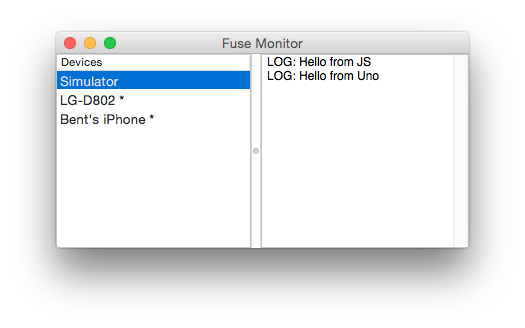 Fuse Monitor
Devices
Simulator
LG-D802 *
Bent's iPhone *
LOG: Hello from JS
LOG: Hello from Uno